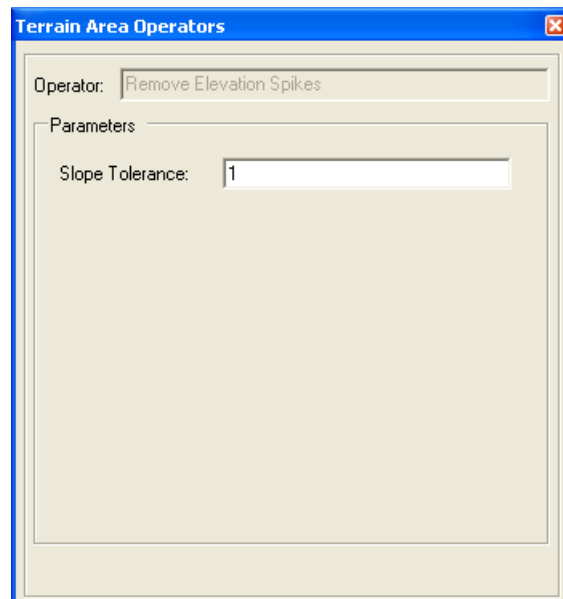 Terrain Area Operators
Operator: Remove Elevation Spikes
Parameters
Slope Tolerance: 1